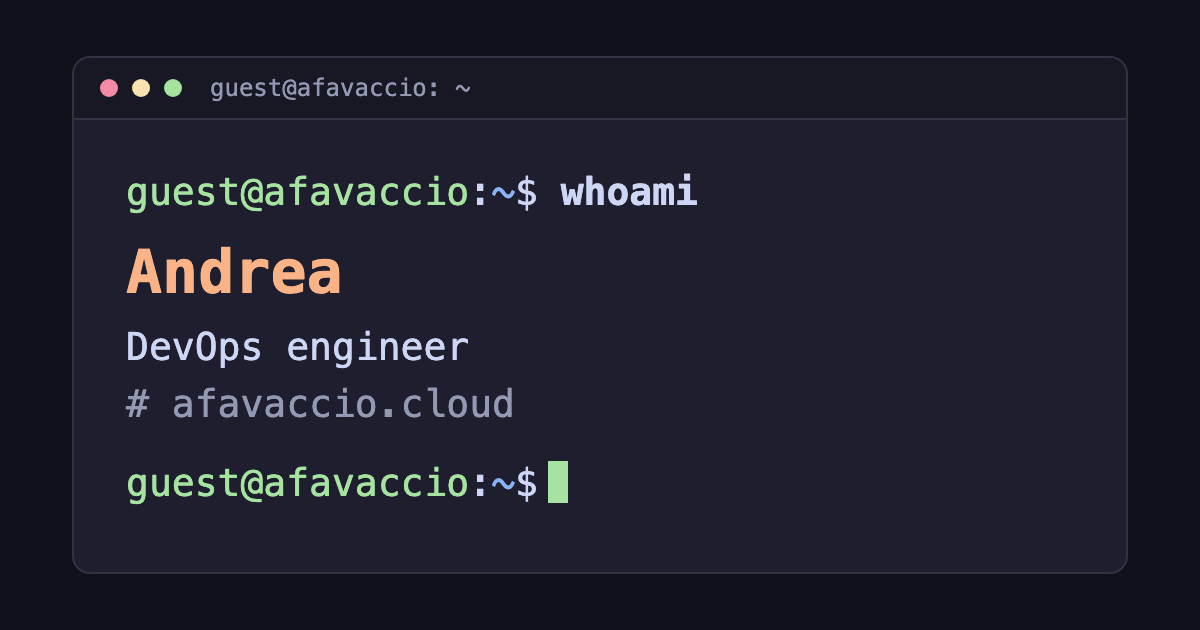 guest@afavaccio: ~
guest@afavaccio:~$ whoami
Andrea
DevOps engineer
# afavaccio.cloud
guest@afavaccio:~$